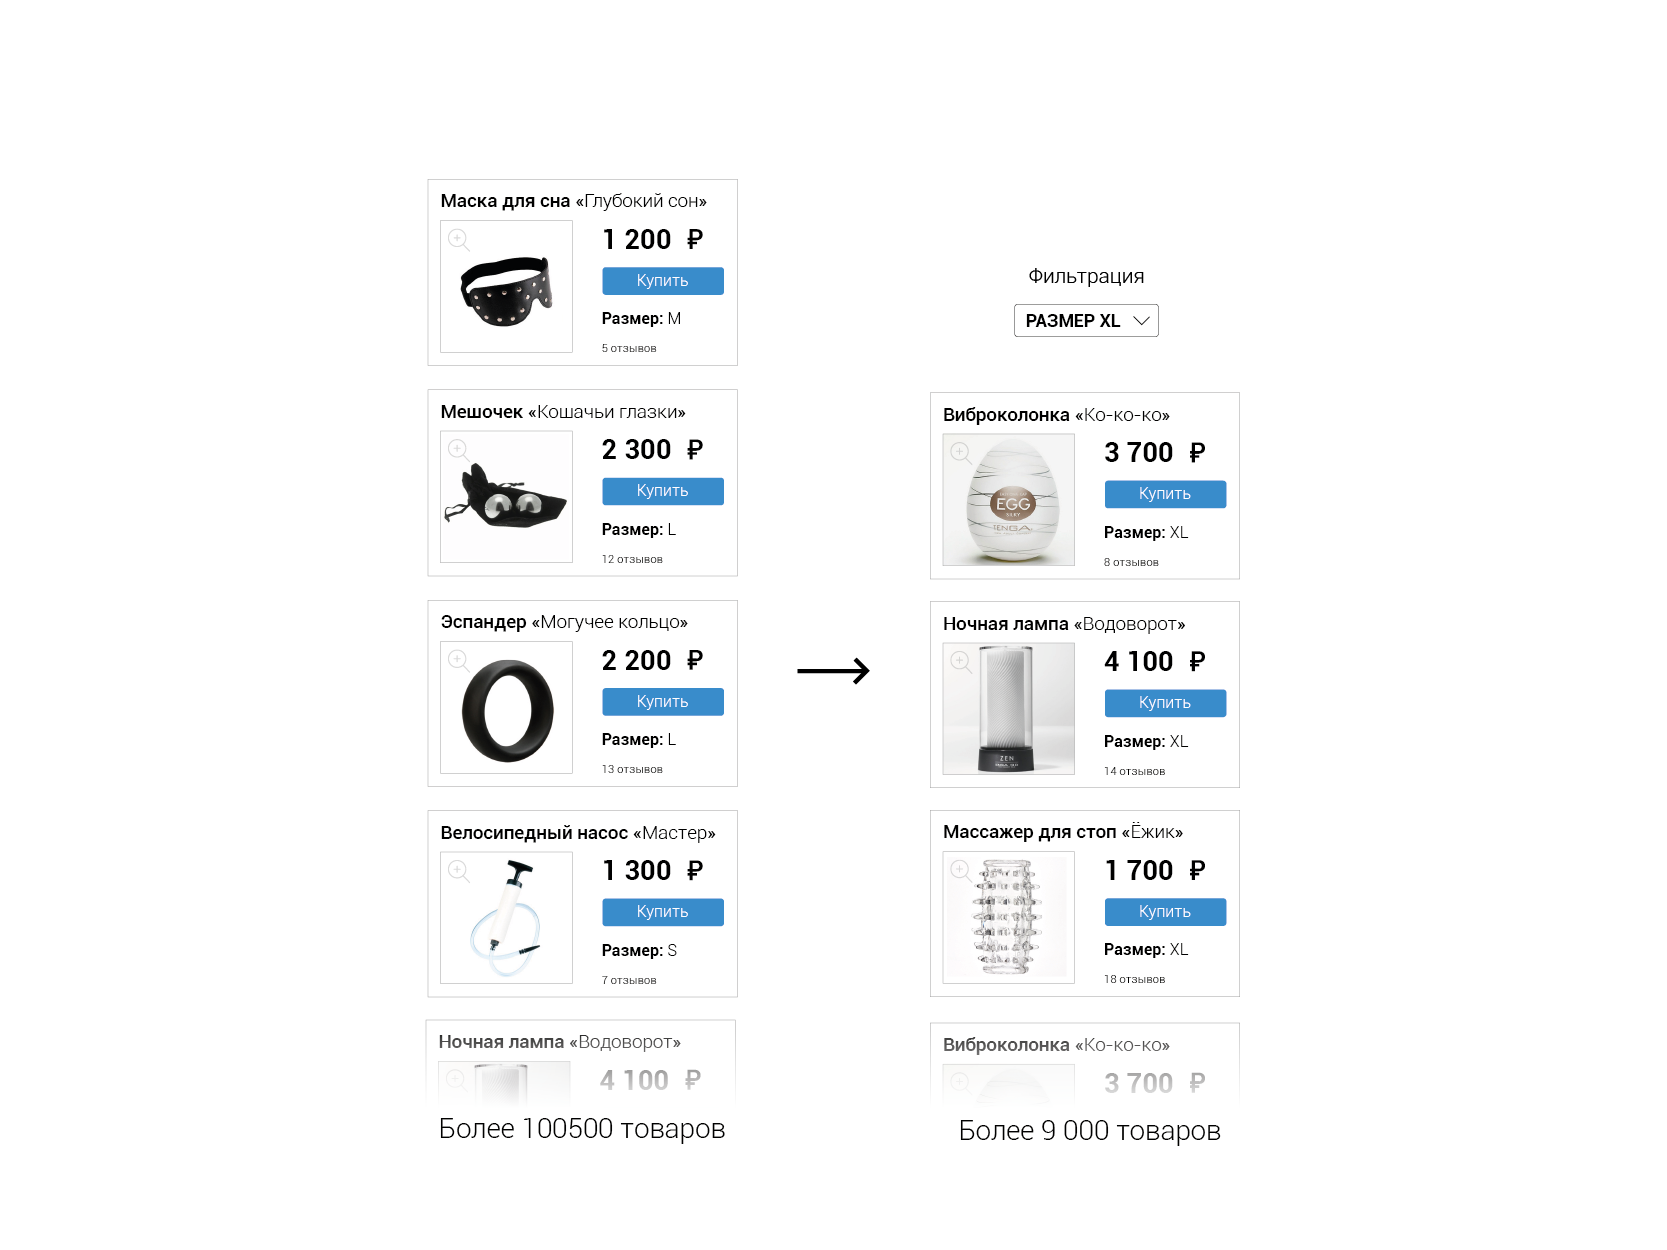 Маска для сна «Глубокий сон»
1 200 ₽
Купить
Размер: M
5 отзывов
Мешочек «Кошачьи глазки»
2 300 ₽
Купить
Размер: L
12 отзывов
Эспандер «Могучее кольцо»
2 200 ₽
Купить
Размер: L
13 отзывов
Велосипедный насос «Мастер»
1 300 ₽
Купить
Размер: S
7 отзывов
Ночная лампа «Водоворот»
4 100 ₽
Более 100500 товаров
Фильтрация
РАЗМЕР XL
Виброколонка «Ко-ко-ко»
3 700 ₽
EGG
SILKY
TENGA
Купить
Размер: XL
8 отзывов
Ночная лампа «Водоворот»
4 100 ₽
ZEN
Купить
Размер: XL
14 отзывов
Массажер для стоп «Ёжик»
1 700 ₽
Купить
Размер: XL
18 отзывов
Виброколонка «Ко-ко-ко»
3 700 ₽
Более 9 000 товаров